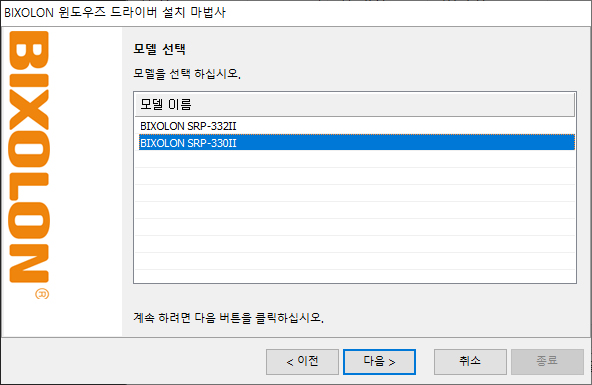 BIXOLON 윈도우즈 드라이버 설치 마법사
BIXOLON®
모델 선택
모델을 선택 하십시오.
모델 이름
BIXOLON SRP-332II
BIXOLON SRP-330II
계속 하려면 다음 버튼을 클릭하십시오.
< 이전
다음 >
취소
종료